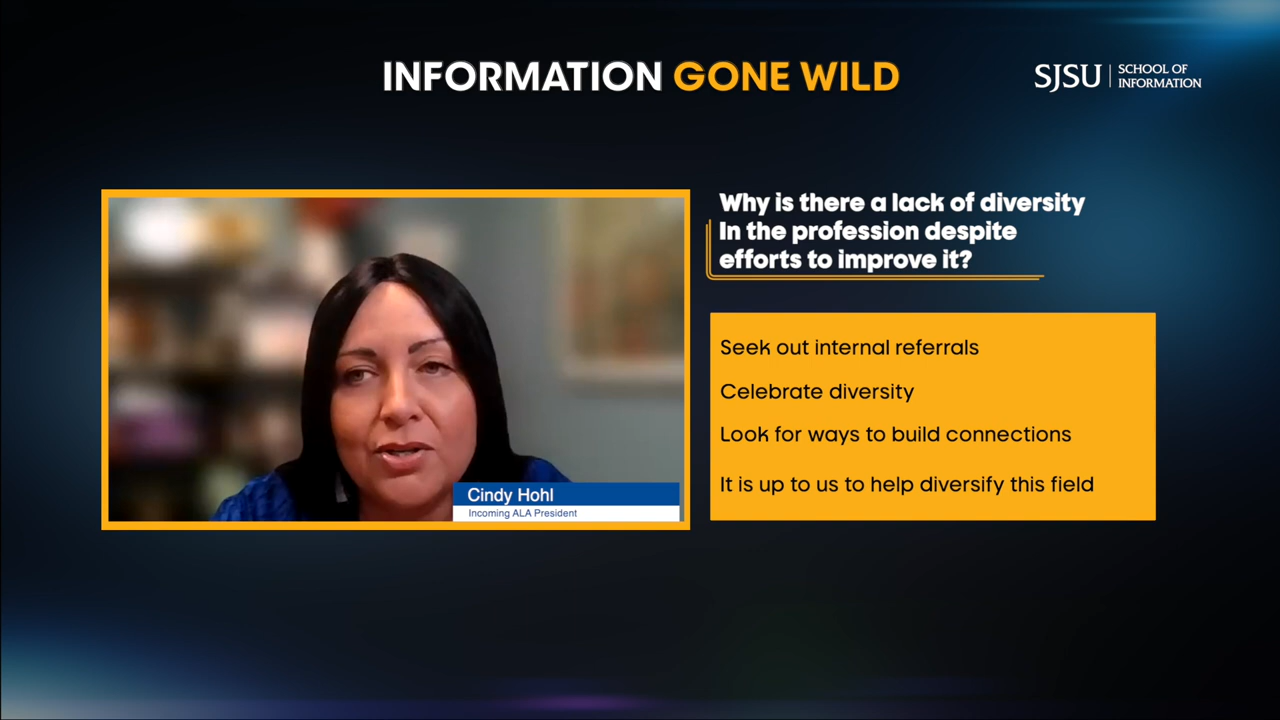 INFORMATION GONE WILD
SJSU
SCHOOL OF
INFORMATION
Why is there a lack of diversity
In the profession despite
efforts to improve it?
Seek out internal referrals
Celebrate diversity
Look for ways to build connections
It is up to us to help diversify this field
Cindy Hohl
Incoming ALA President